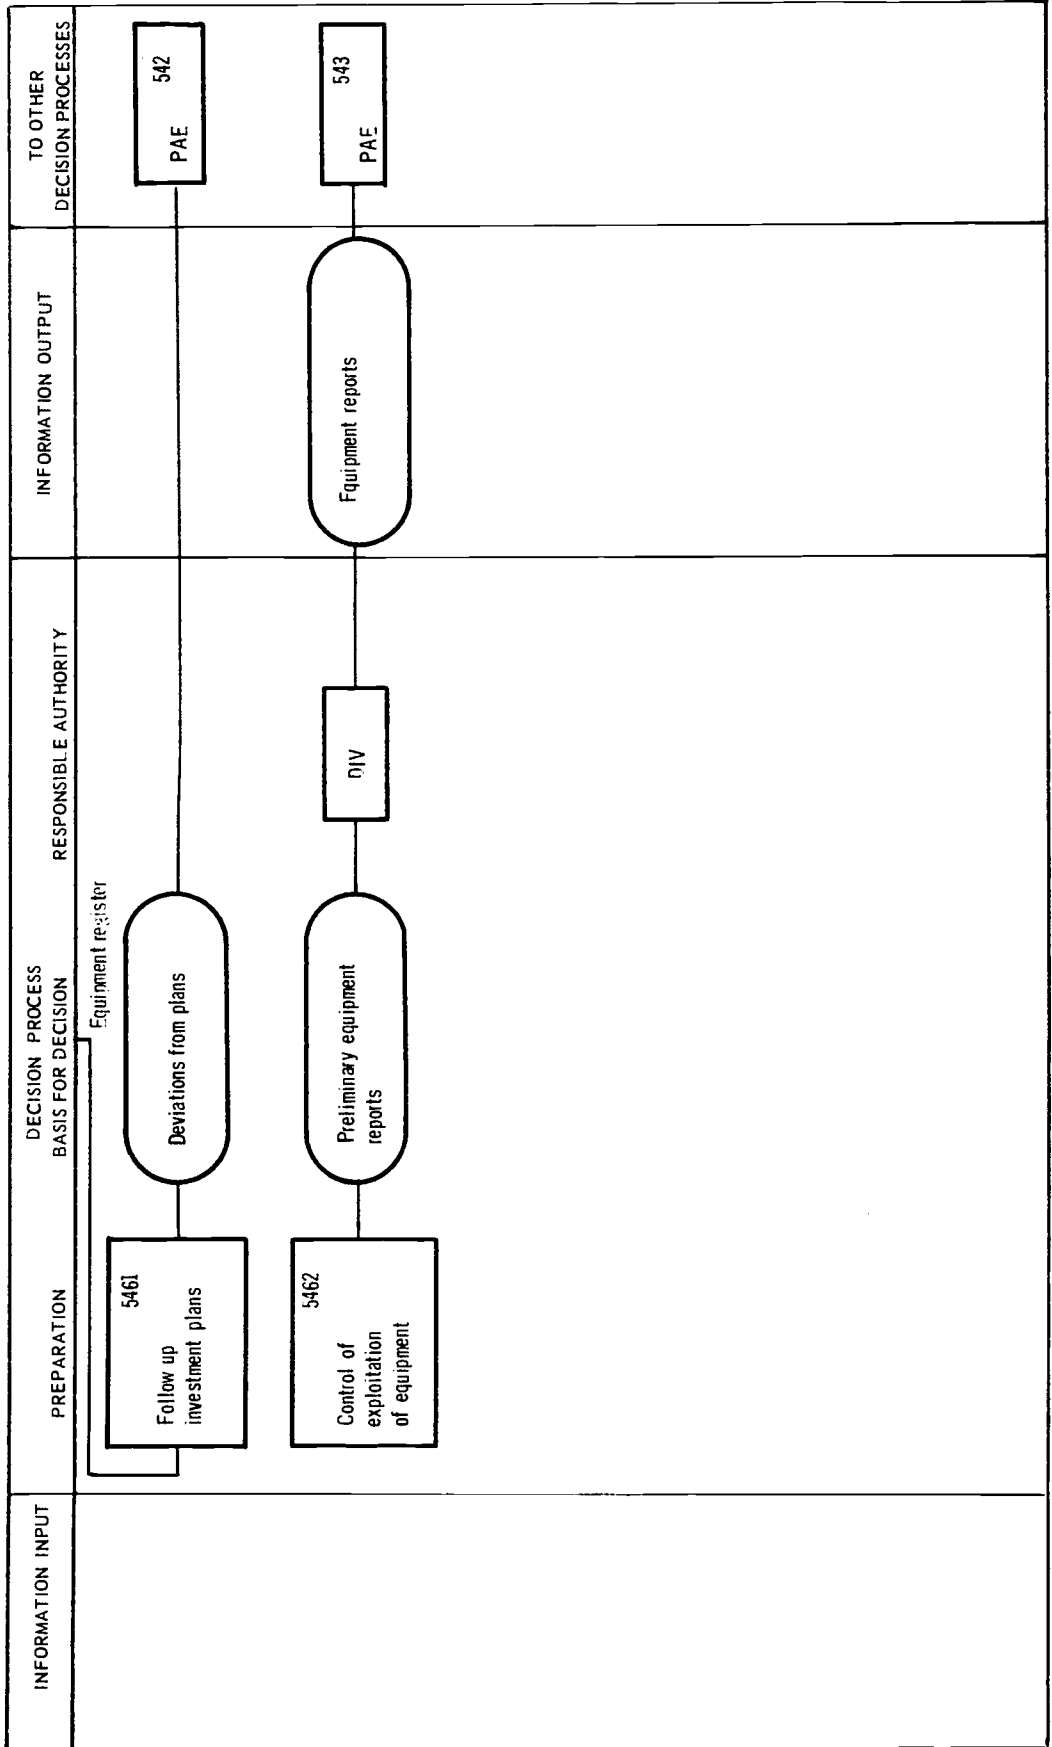 INFORMATION INPUT
DECISION PROCESS
PREPARATION
BASIS FOR DECISION
RESPONSIBLE AUTHORITY
INFORMATION OUTPUT
TO OTHER
DECISION PROCESSES
Equipment register
5461
Follow up
investment plans
Deviations from plans
542
PAE
5462
Control of
exploitation
of equipment
Preliminary equipment
reports
DIV
Equipment reports
543
PAE